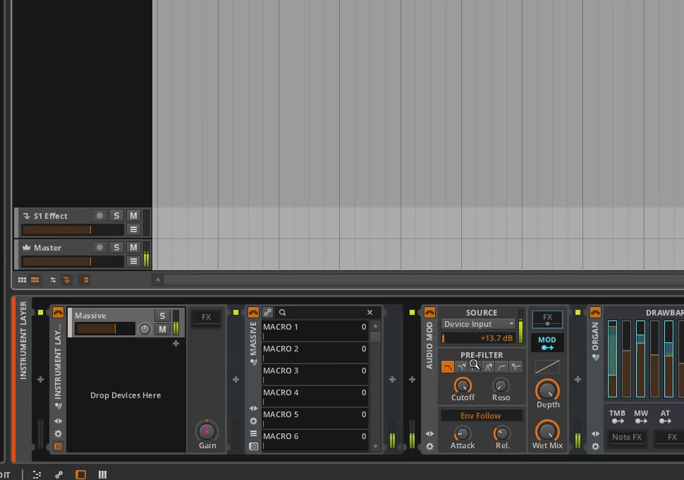 S1 Effect
S
M
Master
S
M
INSTRUMENT LAYER
INSTRUMENT LAY...
Massive
S
M
Drop Devices Here
FX
Gain
MASSIVE
MACRO 1 0
MACRO 2 0
MACRO 3 0
MACRO 4 0
MACRO 5 0
MACRO 6 0
AUDIO MOD
SOURCE
Device Input
+13.7 dB
PRE-FILTER
Cutoff
Reso
Env Follow
Attack
Rel.
FX
MOD
Depth
Wet Mix
ORGAN
DRAWBAR
TMB
MW
AT
Note FX
FX
DIT